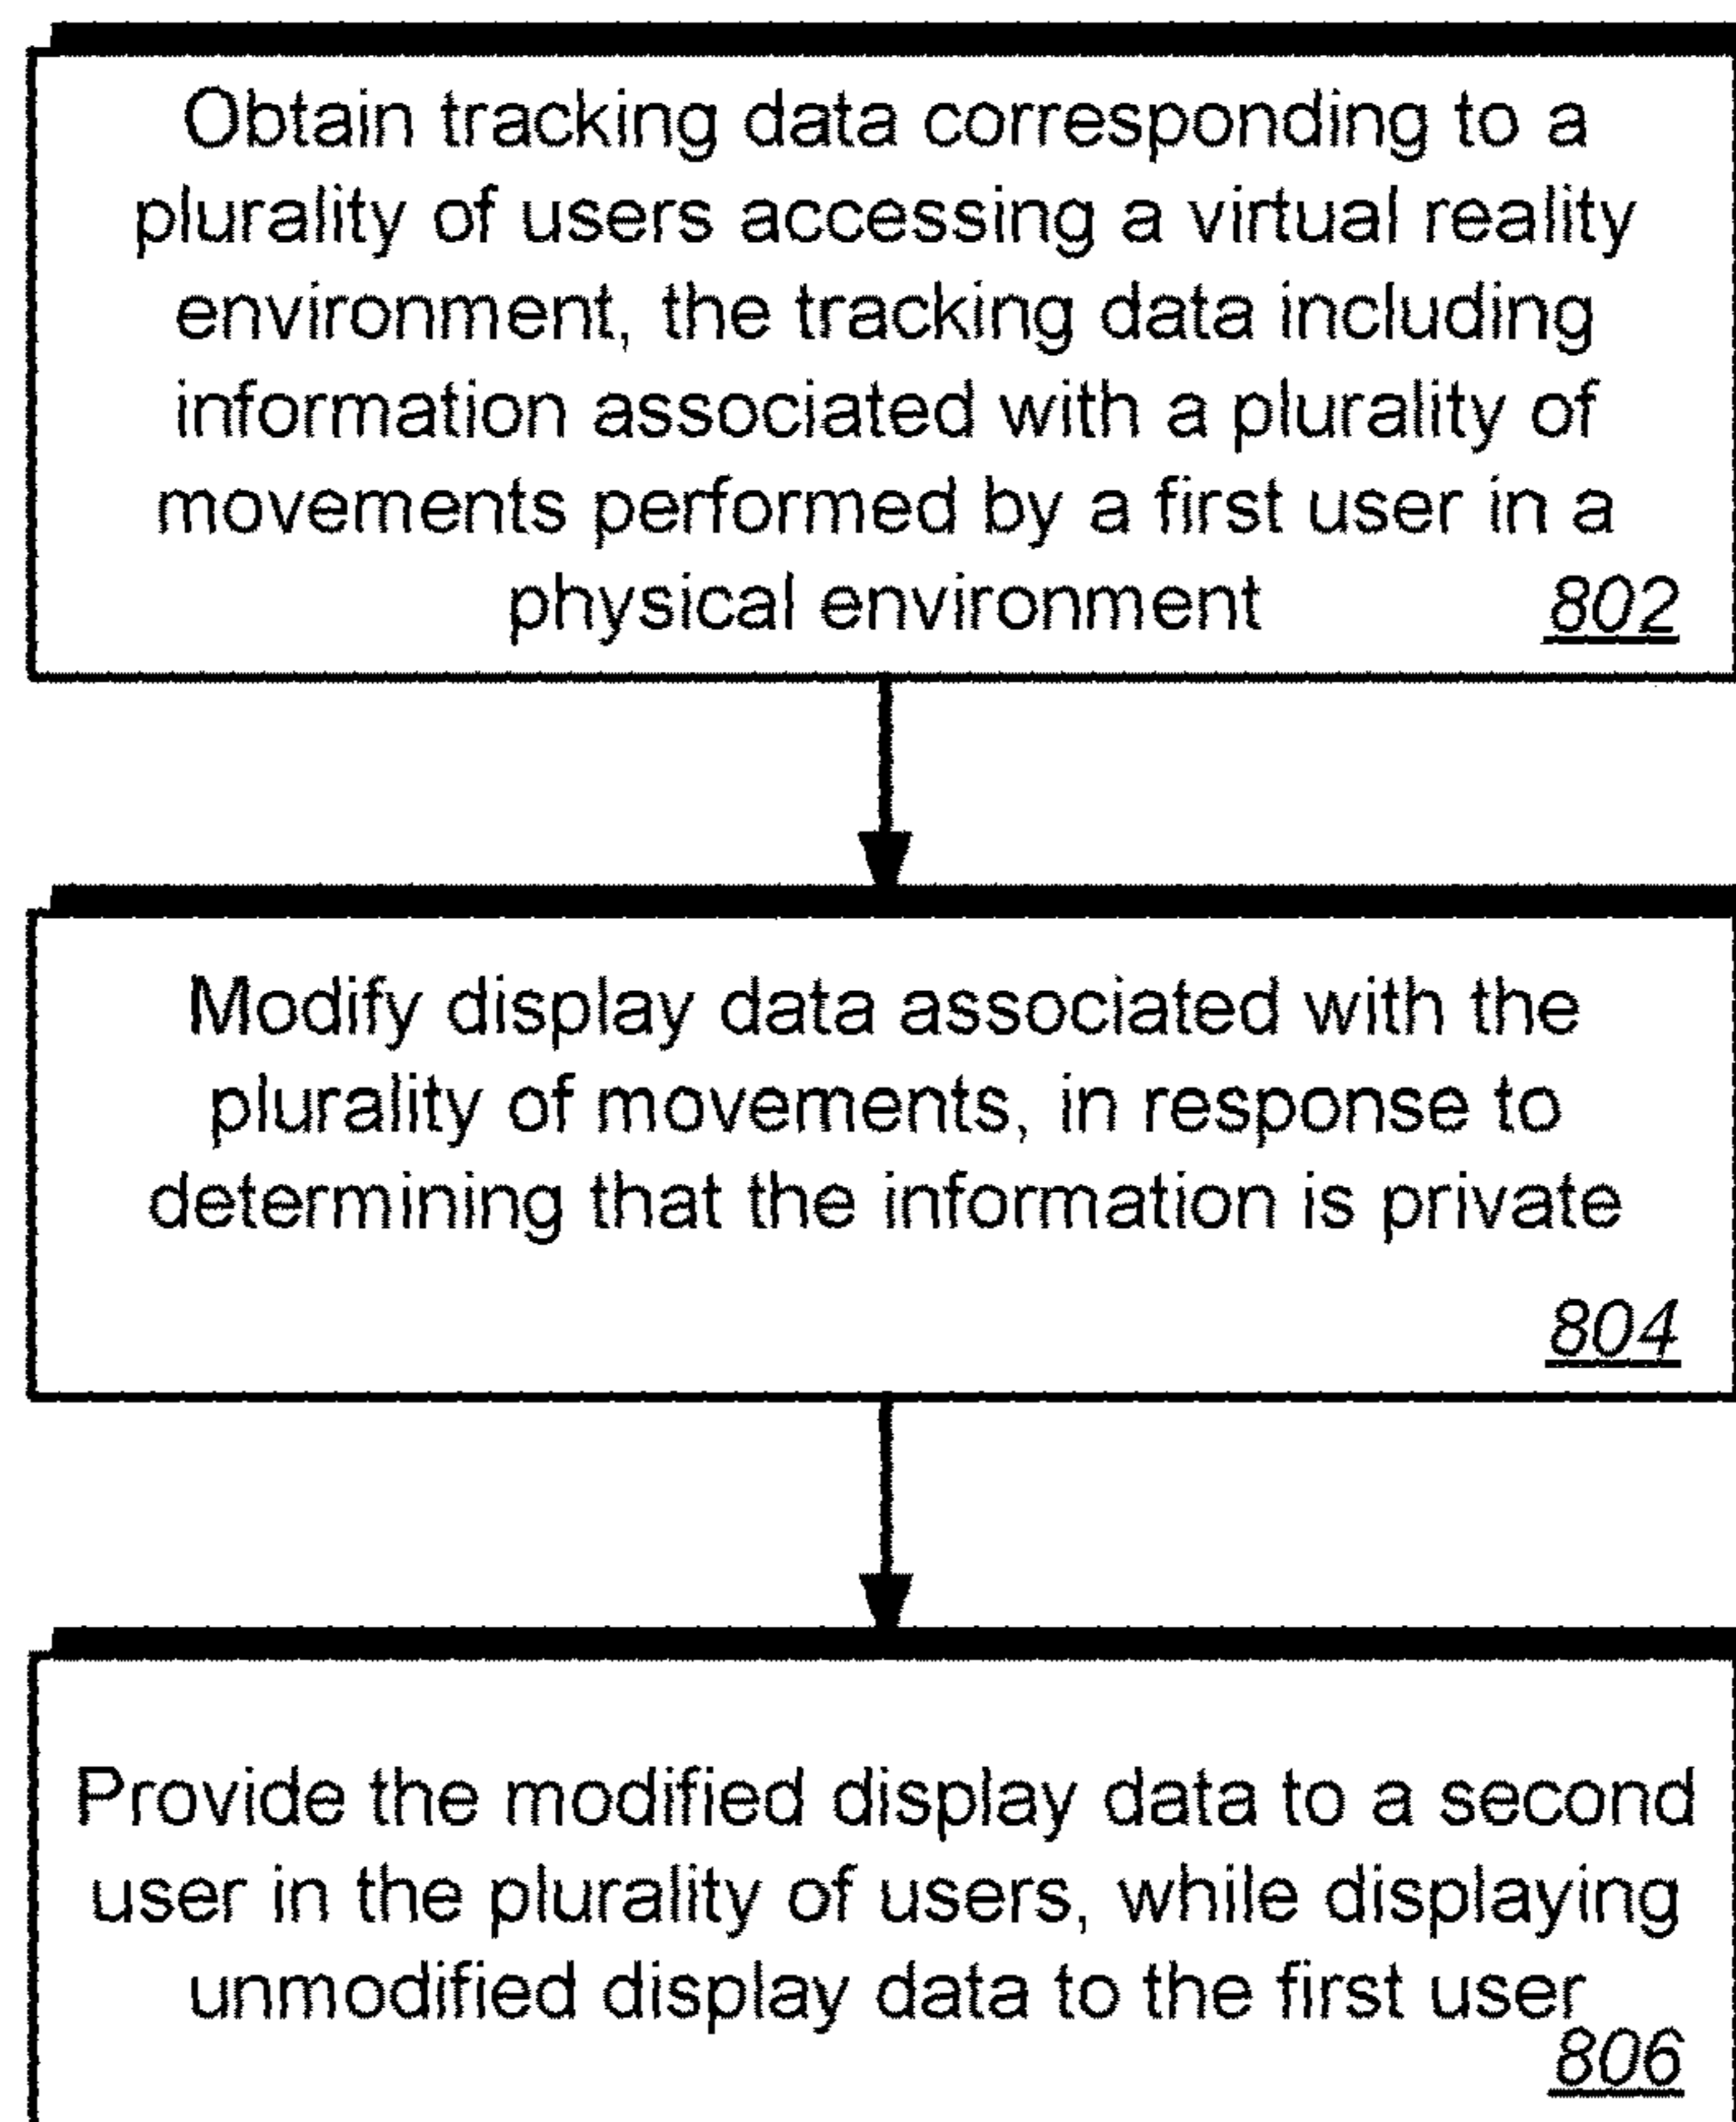 Obtain tracking data corresponding to a
plurality of users accessing a virtual reality
environment, the tracking data including
information associated with a plurality of
movements performed by a first user in a
physical environment 802
Modify display data associated with the
plurality of movements, in response to
determining that the information is private
804
Provide the modified display data to a second
user in the plurality of users, while displaying
unmodified display data to the first user
806